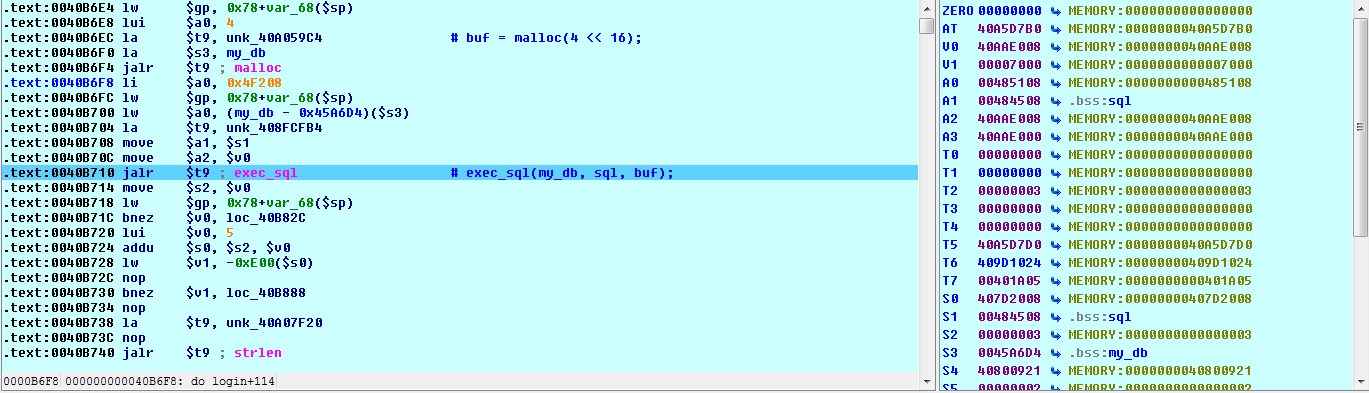 .text:0040B6E4 lw $gp, 0x78+var_68($sp)
.text:0040B6E8 lui $a0, 4
.text:0040B6EC la $t9, unk_40A059C4 # buf = malloc(4 << 16);
.text:0040B6F0 la $s3, my_db
.text:0040B6F4 jalr $t9 ; malloc
.text:0040B6F8 li $a0, 0x4F208
.text:0040B6FC lw $gp, 0x78+var_68($sp)
.text:0040B700 lw $a0, (my_db - 0x45A6D4)($s3)
.text:0040B704 la $t9, unk_408FCFB4
.text:0040B708 move $a1, $s1
.text:0040B70C move $a2, $v0
.text:0040B710 jalr $t9 ; exec_sql # exec_sql(my_db, sql, buf);
.text:0040B714 move $s2, $v0
.text:0040B718 lw $gp, 0x78+var_68($sp)
.text:0040B71C bnez $v0, loc_40B82C
.text:0040B720 lui $v0, 5
.text:0040B724 addu $s0, $s2, $v0
.text:0040B728 lw $v1, -0xE00($s0)
.text:0040B72C nop
.text:0040B730 bnez $v1, loc_40B888
.text:0040B734 nop
.text:0040B738 la $t9, unk_40A07F20
.text:0040B73C nop
.text:0040B740 jalr $t9 ; strlen
0000B6F8 000000000040B6F8: do login+114
ZERO 00000000 MEMORY:0000000000000000
AT 40A5D7B0 MEMORY:0000000040A5D7B0
V0 40AAE008 MEMORY:0000000040AAE008
V1 00007000 MEMORY:0000000000007000
A0 00485108 MEMORY:0000000000485108
A1 00484508 .bss:sql
A2 40AAE008 MEMORY:0000000040AAE008
A3 40AAE000 MEMORY:0000000040AAE000
T0 00000000 MEMORY:0000000000000000
T1 00000000 MEMORY:0000000000000000
T2 00000003 MEMORY:0000000000000003
T3 00000000 MEMORY:0000000000000000
T4 00000000 MEMORY:0000000000000000
T5 40A5D7D0 MEMORY:0000000040A5D7D0
T6 409D1024 MEMORY:00000000409D1024
T7 00401A05 MEMORY:0000000000401A05
S0 407D2008 MEMORY:00000000407D2008
S1 00484508 .bss:sql
S2 00000003 MEMORY:0000000000000003
S3 0045A6D4 .bss:my_db
S4 40800921 MEMORY:0000000040800921
S5 00000002 MEMORY:0000000000000002